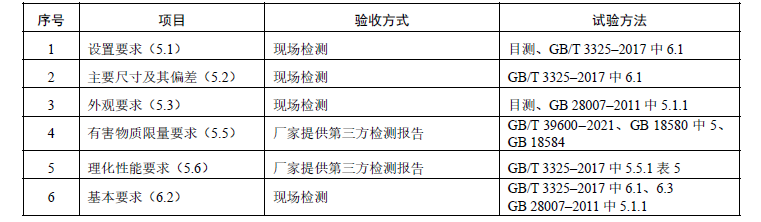 序号 项目 验收方式 试验方法
1 设置要求（5.1） 现场检测 目测、GB/T 3325–2017 中 6.1
2 主要尺寸及其偏差（5.2） 现场检测 GB/T 3325–2017 中 6.1
3 外观要求（5.3） 现场检测 目测、GB 28007–2011 中 5.1.1
4 有害物质限量要求（5.5） 厂家提供第三方检测报告 GB/T 39600–2021、GB 18580 中 5、
GB 18584
5 理化性能要求（5.6） 厂家提供第三方检测报告 GB/T 3325–2017 中 5.5.1 表 5
6 基本要求（6.2） 现场检测 GB/T 3325–2017 中 6.1、6.3
GB 28007–2011 中 5.1.1